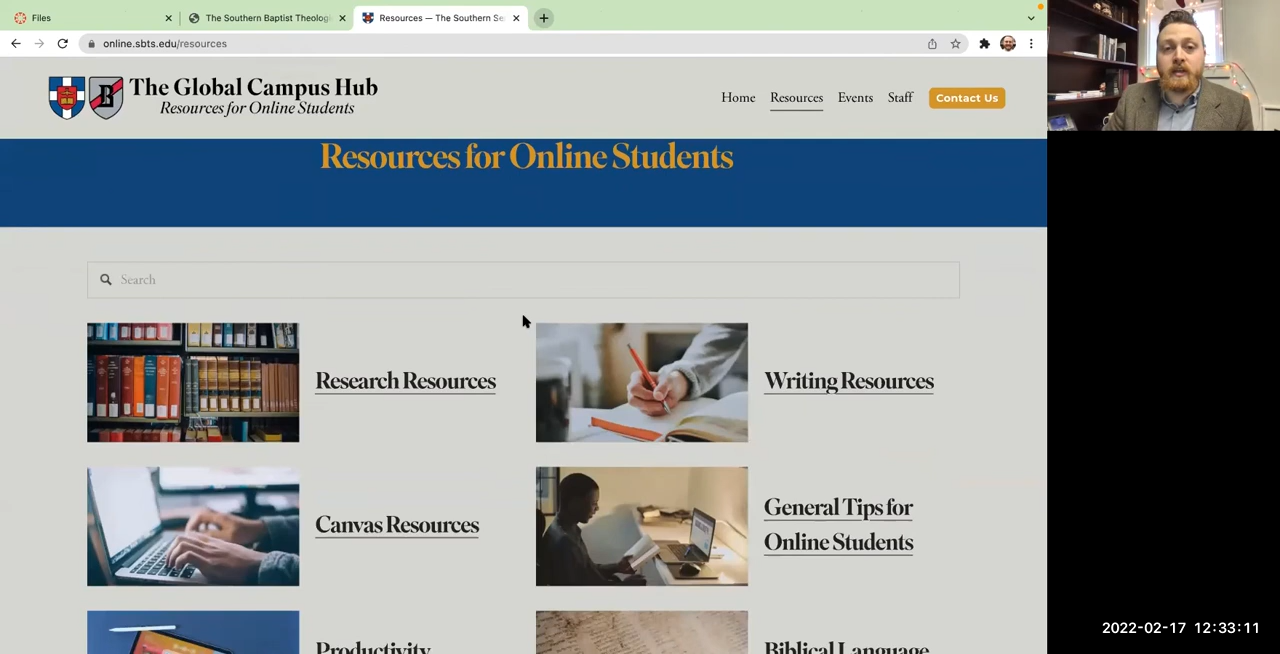 Files
The Southern Baptist Theologi
Resources — The Southern Se
online.sbts.edu/resources
The Global Campus Hub
Resources for Online Students
Home
Resources
Events
Staff
Contact Us
Resources for Online Students
Search
Research Resources
Writing Resources
Canvas Resources
General Tips for
Online Students
Productivity
Biblical Language
2022-02-17 12:33:11